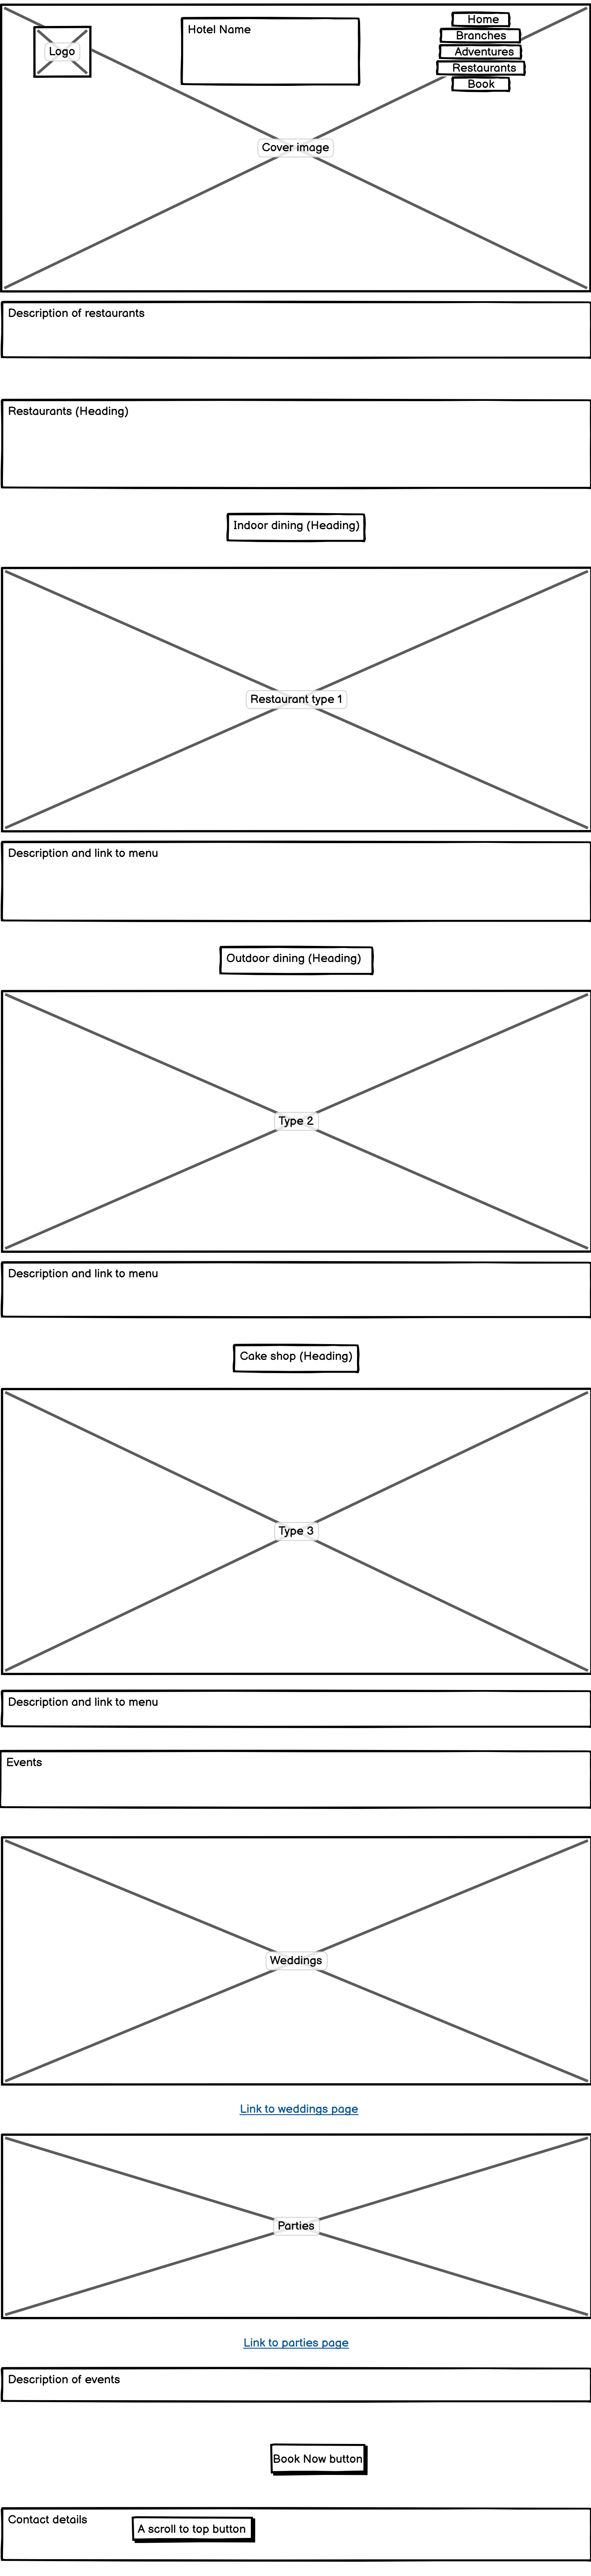 Logo
Hotel Name
Home
Branches
Adventures
Restaurants
Book
Cover image
Description of restaurants
Restaurants (Heading)
Indoor dining (Heading)
Restaurant type 1
Description and link to menu
Outdoor dining (Heading)
Type 2
Description and link to menu
Cake shop (Heading)
Type 3
Description and link to menu
Events
Weddings
Link to weddings page
Parties
Link to parties page
Description of events
Book Now button
Contact details
A scroll to top button